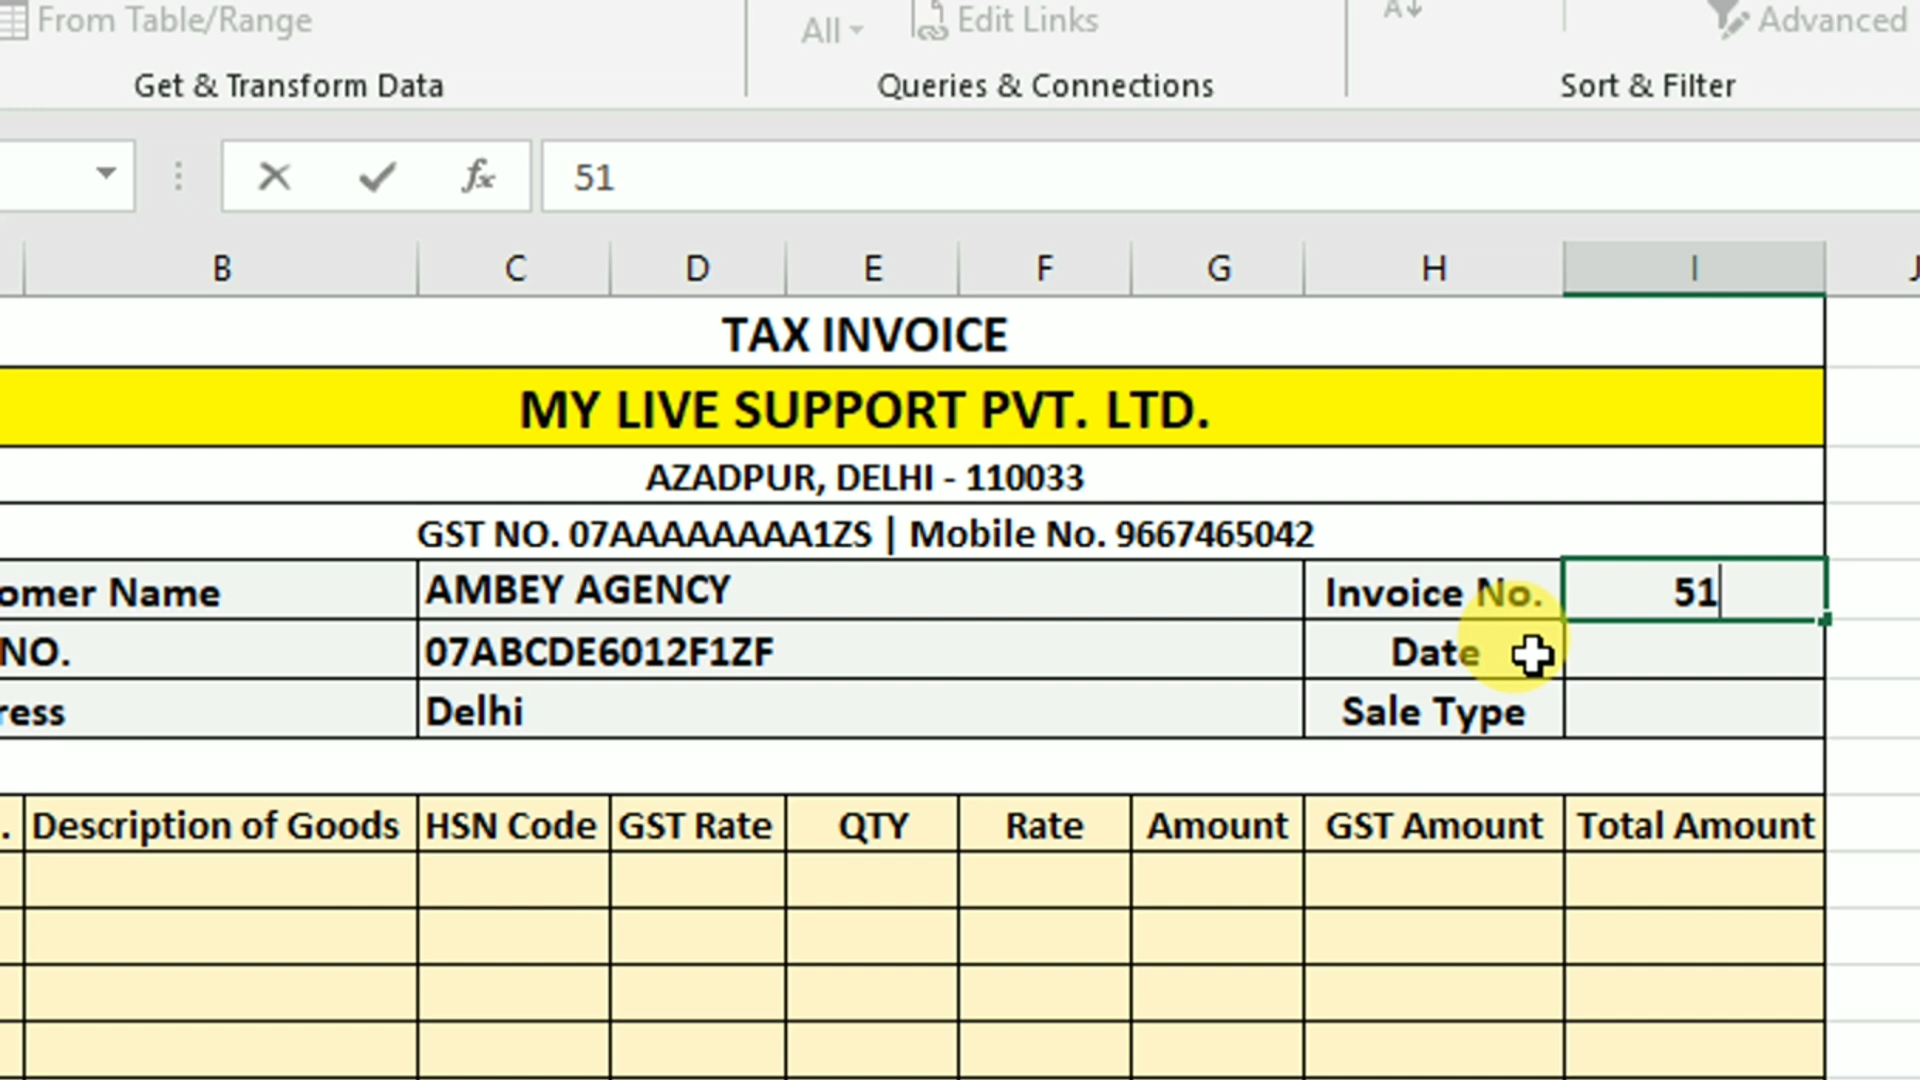 From Table/Range
All
Edit Links
Advanced
Get & Transform Data
Queries & Connections
Sort & Filter
fx
51
B C D E F G H I J
TAX INVOICE
MY LIVE SUPPORT PVT. LTD.
AZADPUR, DELHI - 110033
GST NO. 07AAAAAAAA1ZS | Mobile No. 9667465042
omer Name AMBEY AGENCY Invoice No. 51
NO. 07ABCDE6012F1ZF Date
ress Delhi Sale Type
. Description of Goods HSN Code GST Rate QTY Rate Amount GST Amount Total Amount